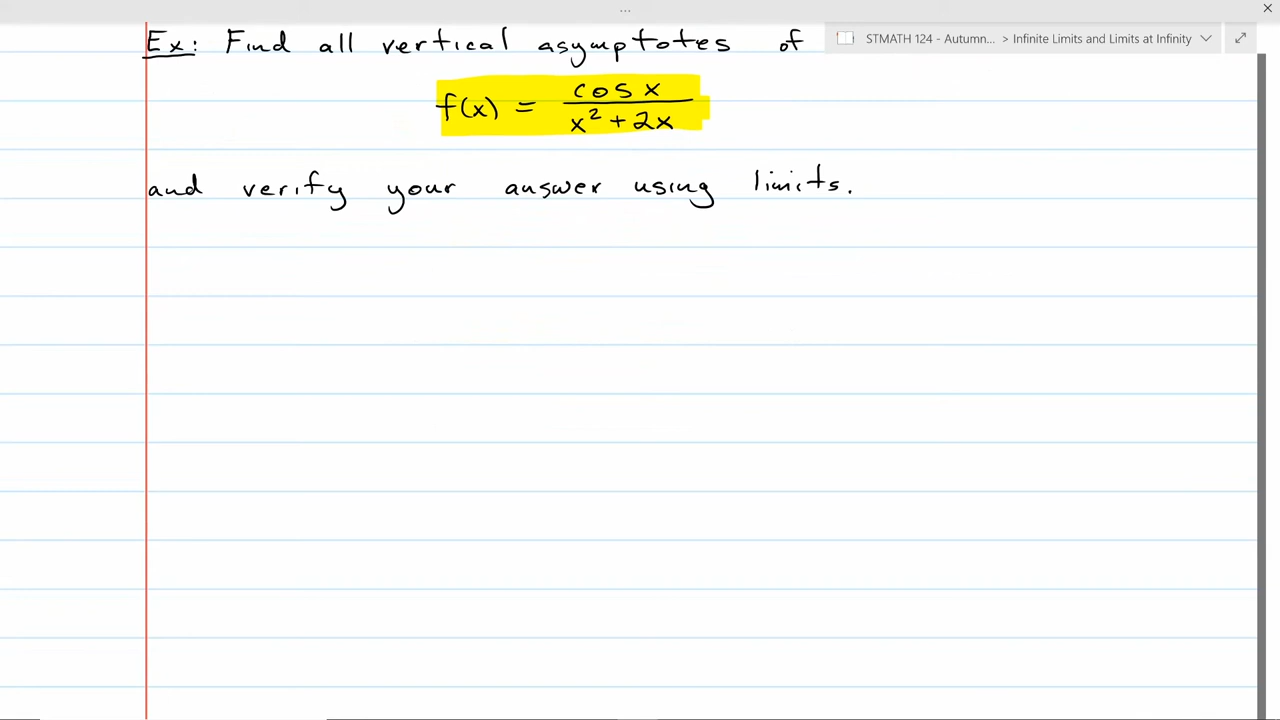 ...
Ex: Find all vertical asymptotes of
STMATH 124 - Autumn... > Infinite Limits and Limits at Infinity
f(x) = cos x / x² + 2x
and verify your answer using limits.